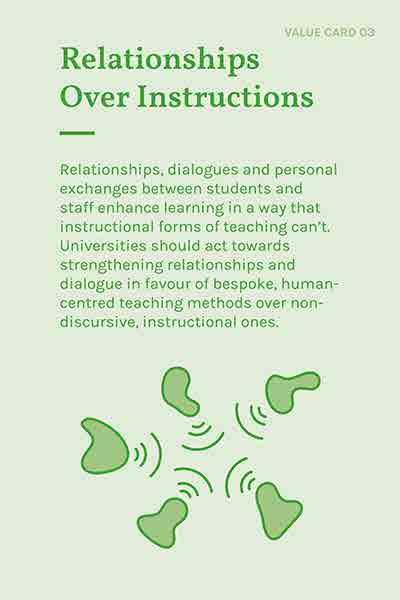 VALUE CARD 03
Relationships
Over Instructions
Relationships, dialogues and personal
exchanges between students and
staff enhance learning in a way that
instructional forms of teaching can't.
Universities should act towards
strengthening relationships and
dialogue in favour of bespoke, human-
centred teaching methods over non-
discursive, instructional ones.